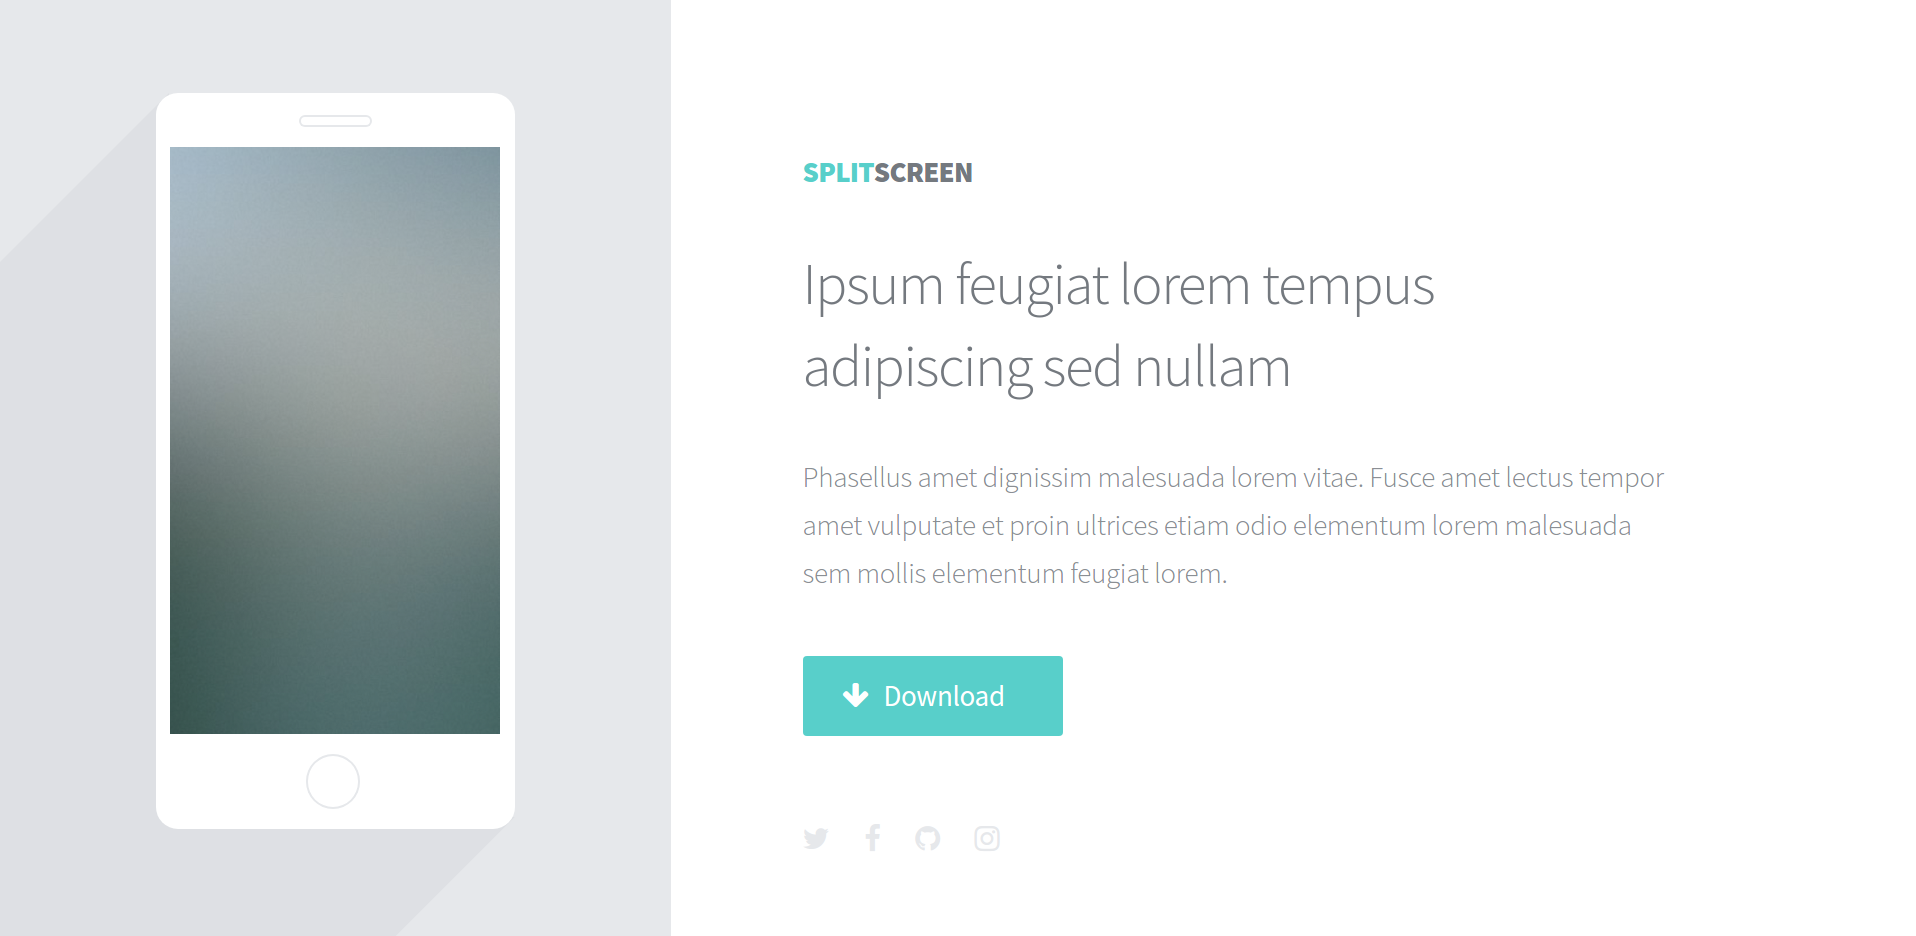 SPLITSCREEN
Ipsum feugiat lorem tempus
adipiscing sed nullam
Phasellus amet dignissim malesuada lorem vitae. Fusce amet lectus tempor
amet vulputate et proin ultrices etiam odio elementum lorem malesuada
sem mollis elementum feugiat lorem.
Download